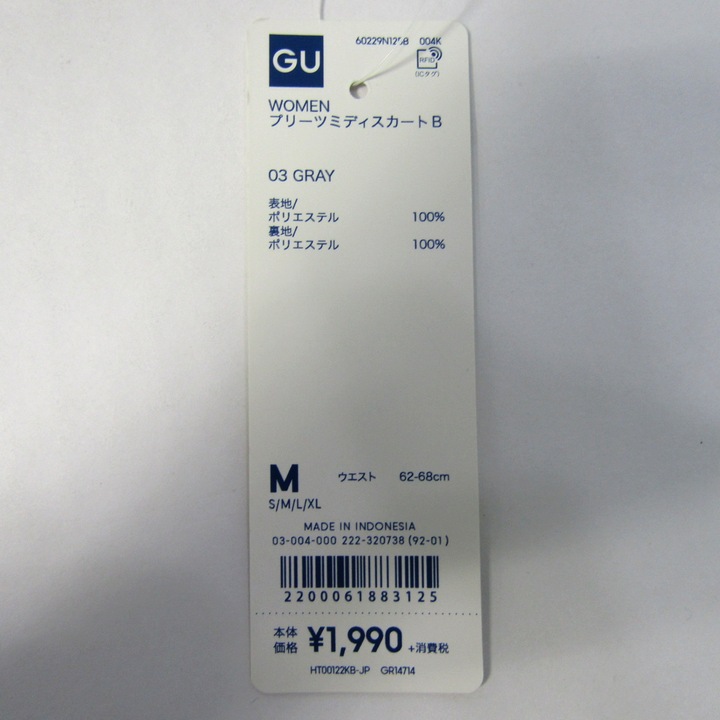 GU
60229N125B 004K
RFID
(ICタグ)
WOMEN
プリーツミディスカートB
03 GRAY
表地/
ポリエステル 100%
裏地/
ポリエステル 100%
M ウエスト 62-68cm
S/M/L/XL
MADE IN INDONESIA
03-004-000 222-320738 (92-01)
2200061883125
本体価格 ¥1,990 +消費税
HT00122KB-JP GR14714